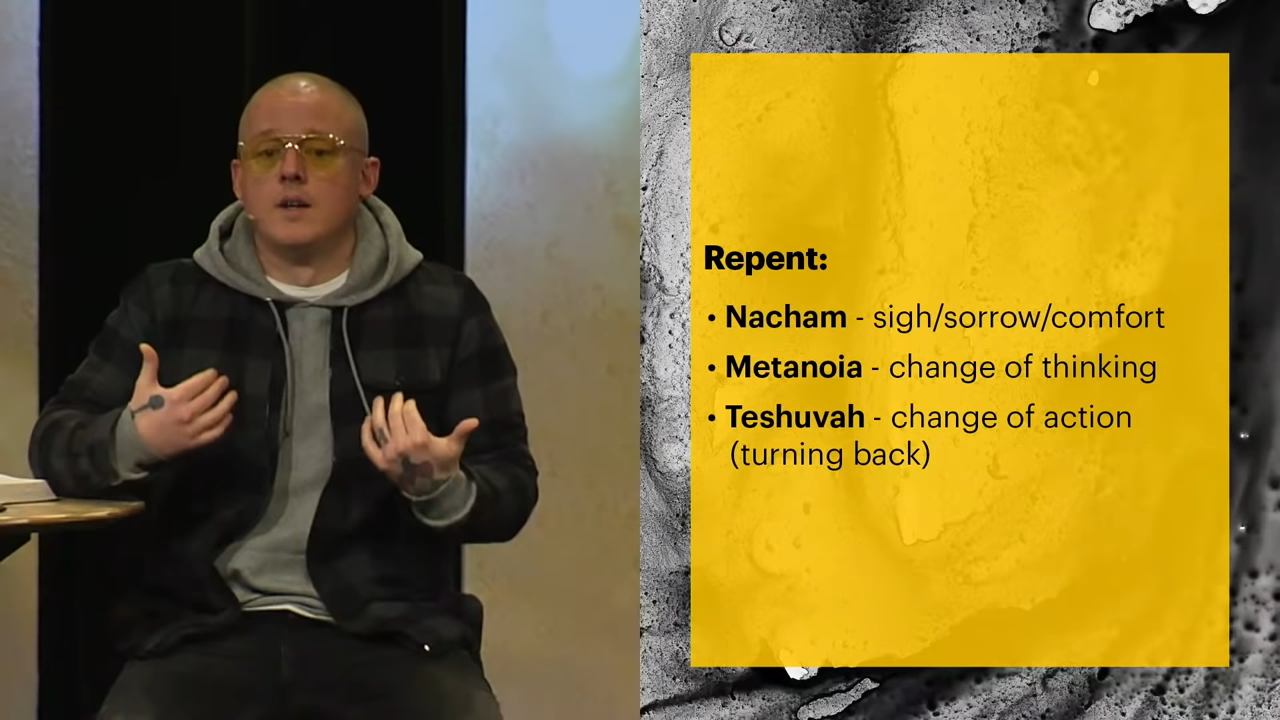 Repent:
• Nacham - sigh/sorrow/comfort
• Metanoia - change of thinking
• Teshuvah - change of action
(turning back)